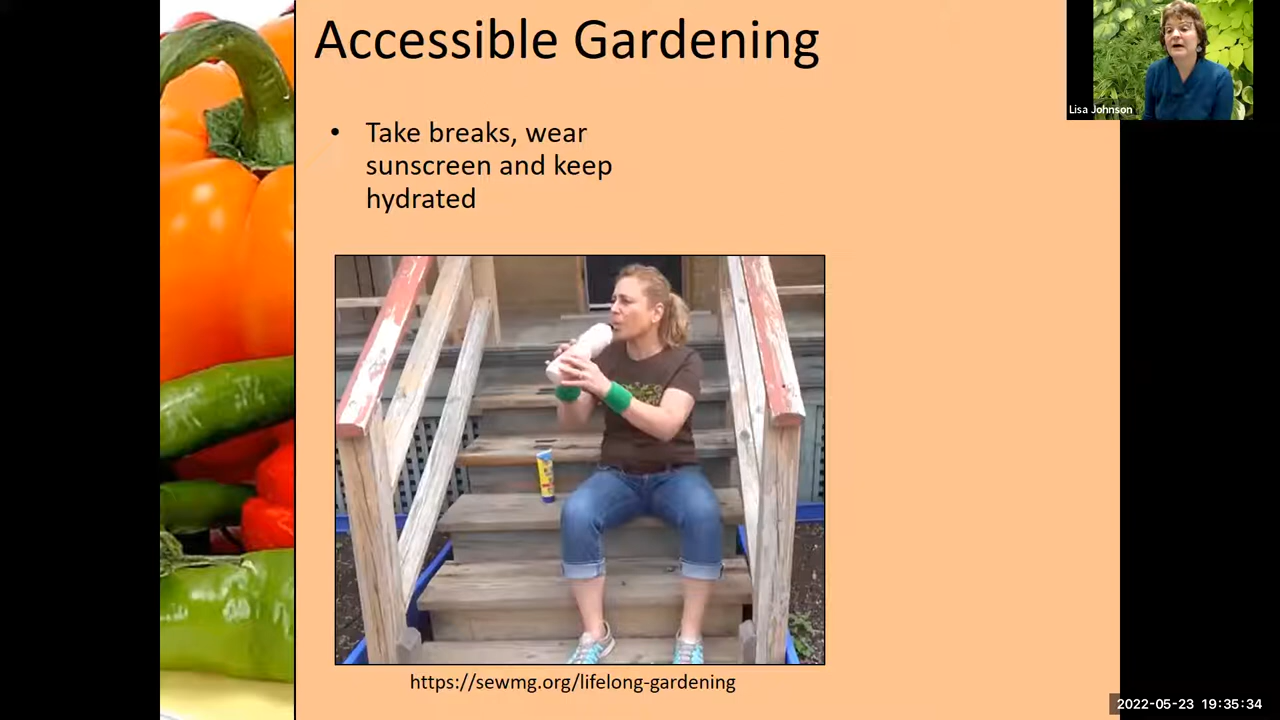 Accessible Gardening
Lisa Johnson
• Take breaks, wear
sunscreen and keep
hydrated
https://sewmg.org/lifelong-gardening
2022-05-23 19:35:34